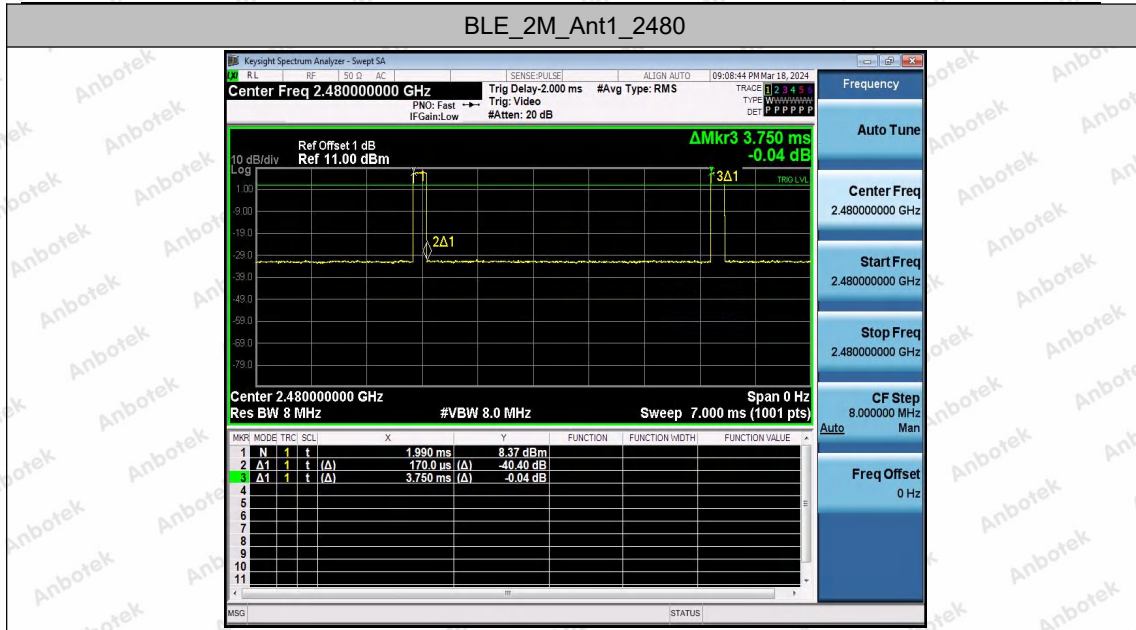 BLE_2M_Ant1_2480
Keysight Spectrum Analyzer - Swept SA
RL RF 50 Ω AC SENSE:PULSE ALIGN AUTO 09:08:44 PM Mar 18, 2024
Center Freq 2.480000000 GHz
PNO: Fast
IFGain:Low
Trig Delay-2.000 ms
Trig: Video
#Atten: 20 dB
#Avg Type: RMS
TRACE 1 2 3 4 5 6
TYPE WWWWWW
DET P P P P P P
Frequency
Auto Tune
Center Freq
2.480000000 GHz
Start Freq
2.480000000 GHz
Stop Freq
2.480000000 GHz
CF Step
8.000000 MHz
Auto Man
Freq Offset
0 Hz
ΔMkr3 3.750 ms
-0.04 dB
Ref Offset 1 dB
10 dB/div Ref 11.00 dBm
Log
1.00
-9.00
-19.0
-29.0
-39.0
-49.0
-59.0
-69.0
-79.0
2Δ1
3Δ1
TRIG LVL
Center 2.480000000 GHz Span 0 Hz
Res BW 8 MHz #VBW 8.0 MHz Sweep 7.000 ms (1001 pts)
MKR MODE TRC SCL X Y FUNCTION FUNCTION WIDTH FUNCTION VALUE
1 N 1 t 1.990 ms 8.37 dBm
2 Δ1 1 t (Δ) 170.0 µs (Δ) -40.40 dB
3 Δ1 1 t (Δ) 3.750 ms (Δ) -0.04 dB
4
5
6
7
8
9
10
11
MSG STATUS
Anbotek